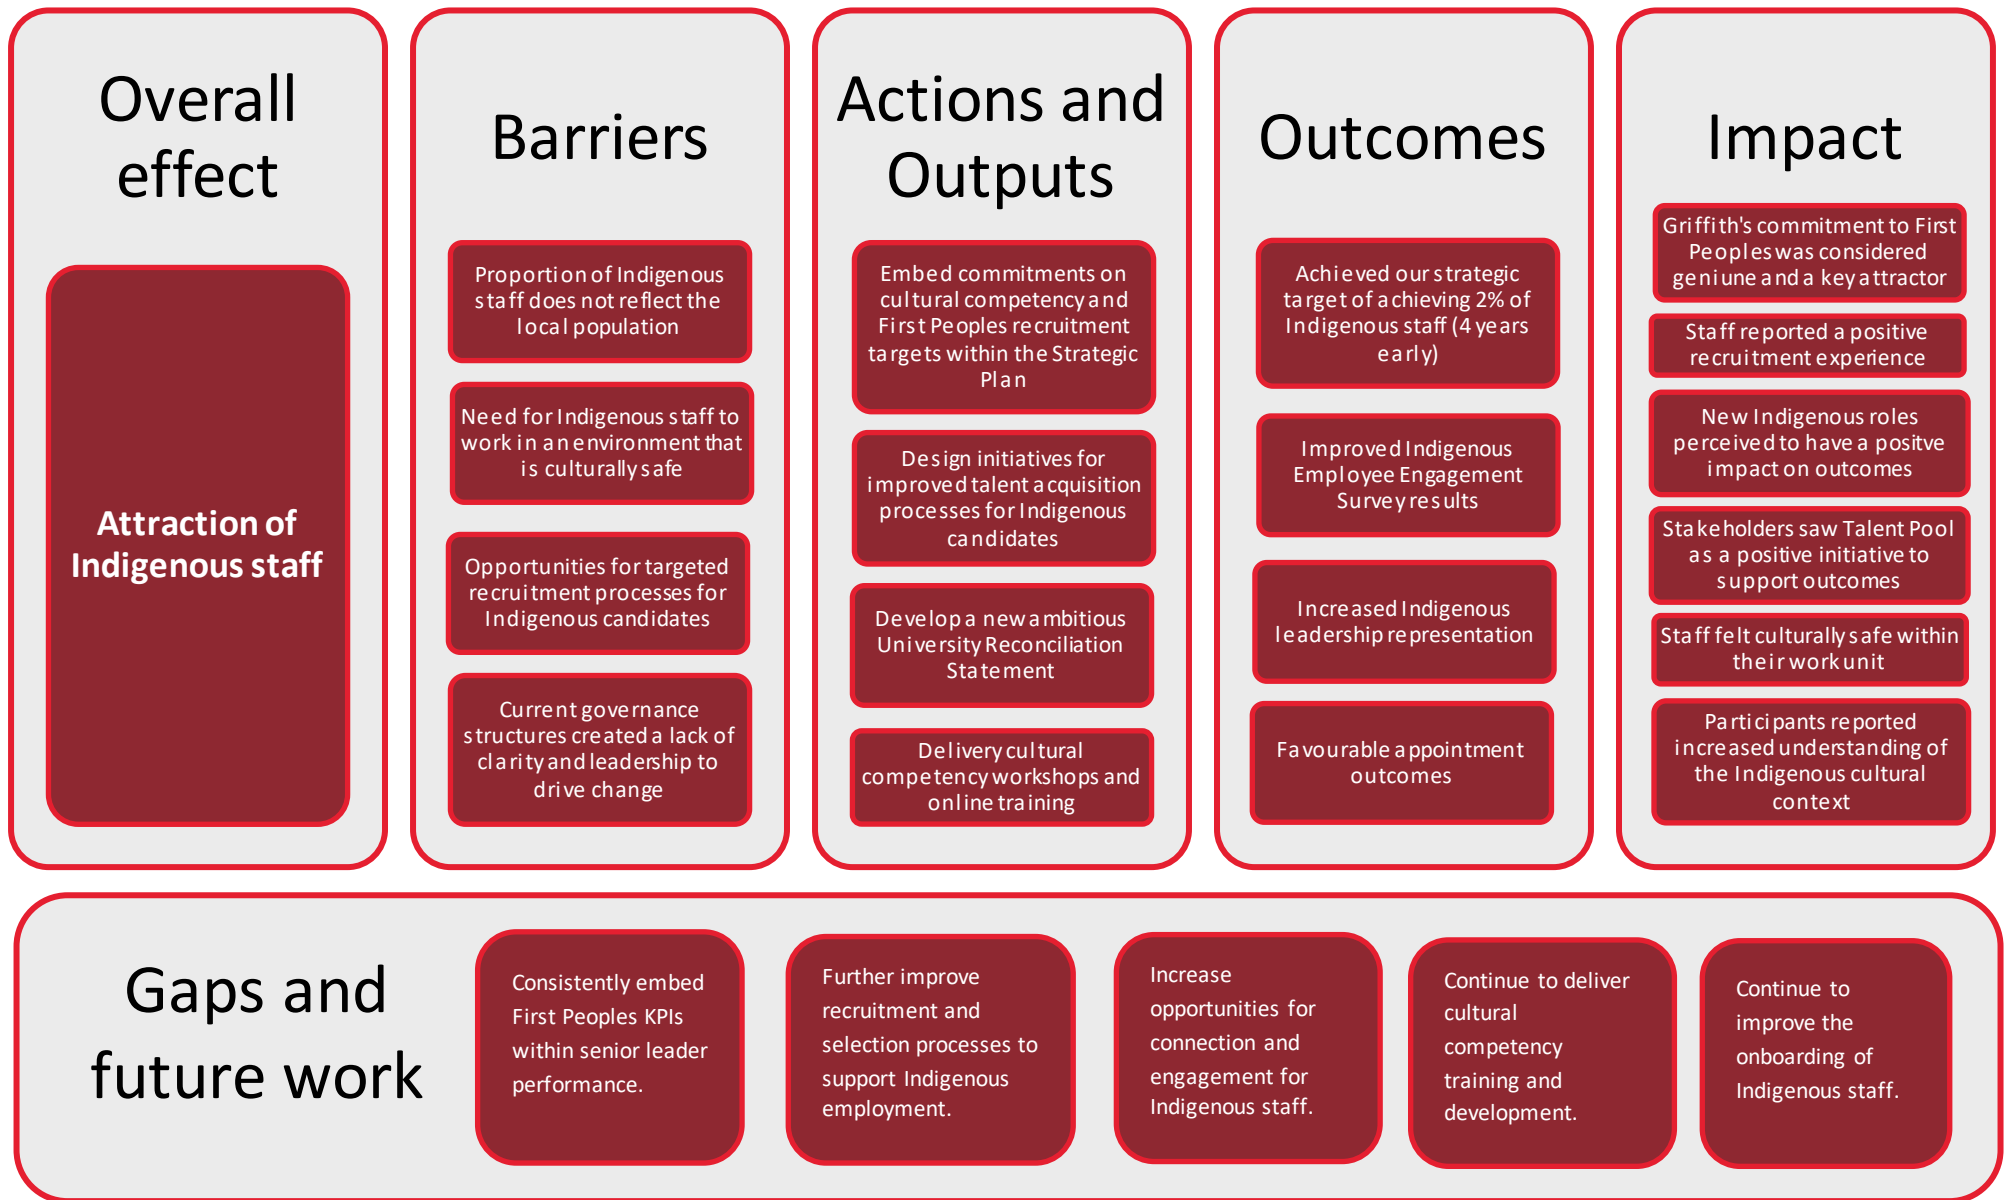 Overall
effect
Attraction of
Indigenous staff
Barriers
Proportion of Indigenous
staff does not reflect the
local population
Need for Indigenous staff to
work in an environment that
is culturally safe
Opportunities for targeted
recruitment processes for
Indigenous candidates
Current governance
structures created a lack of
clarity and leadership to
drive change
Actions and
Outputs
Embed commitments on
cultural competency and
First Peoples recruitment
targets within the Strategic
Plan
Design initiatives for
improved talent acquisition
processes for Indigenous
candidates
Develop a new ambitious
University Reconciliation
Statement
Delivery cultural
competency workshops and
online training
Outcomes
Achieved our strategic
target of achieving 2% of
Indigenous staff (4 years
early)
Improved Indigenous
Employee Engagement
Survey results
Increased Indigenous
leadership representation
Favourable appointment
outcomes
Impact
Griffith's commitment to First
Peoples was considered
geniune and a key attractor
Staff reported a positive
recruitment experience
New Indigenous roles
perceived to have a positve
impact on outcomes
Stakeholders saw Talent Pool
as a positive initiative to
support outcomes
Staff felt culturally safe within
their work unit
Participants reported
increased understanding of
the Indigenous cultural
context
Gaps and
future work
Consistently embed
First Peoples KPIs
within senior leader
performance.
Further improve
recruitment and
selection processes to
support Indigenous
employment.
Increase
opportunities for
connection and
engagement for
Indigenous staff.
Continue to deliver
cultural
competency
training and
development.
Continue to
improve the
onboarding of
Indigenous staff.